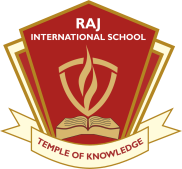 RAJ
INTERNATIONAL SCHOOL
TEMPLE OF KNOWLEDGE